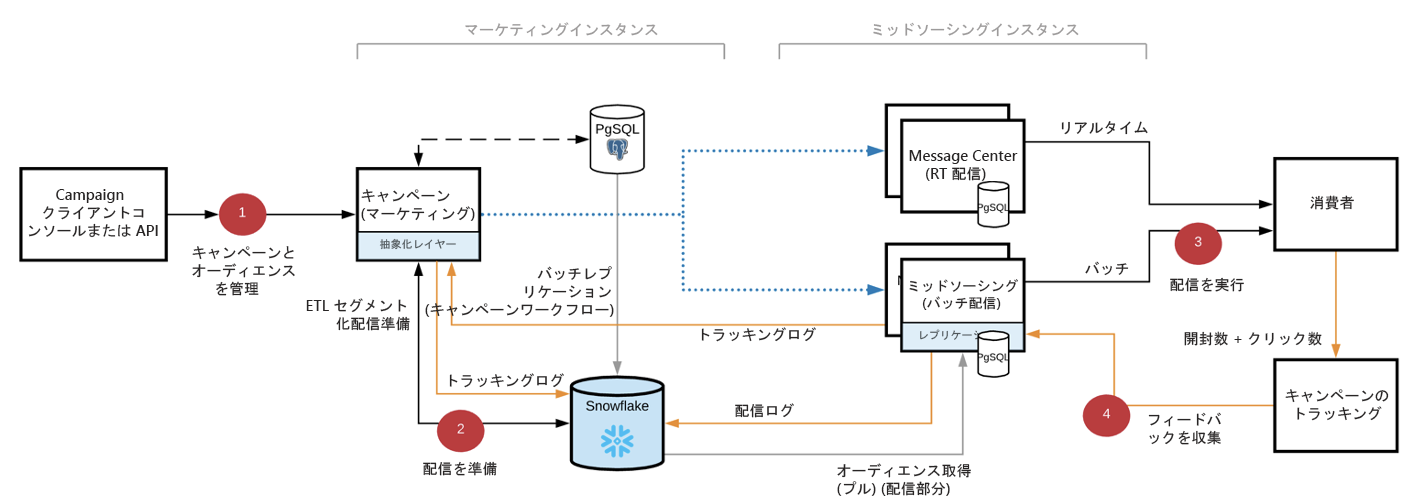 マーケティングインスタンス
ミッドソーシングインスタンス
PgSQL
リアルタイム
Message Center
(RT 配信)
PgSQL
Campaign
クライアントコ
ンソールまたは API
1
キャンペーンと
オーディエンス
を管理
キャンペーン
(マーケティング)
抽象化レイヤー
消費者
3
配信を実行
バッチ
バッチレプ
リケーション
(キャンペーンワークフロー)
ETL セグメント
化配信準備
ミッドソーシング
(バッチ配信)
レプリケーシ
PgSQL
トラッキングログ
開封数 + クリック数
トラッキングログ
Snowflake
配信ログ
2
配信を準備
4
フィードバ
ックを収集
キャンペーンの
トラッキング
オーディエンス取得
(プル) (配信部分)